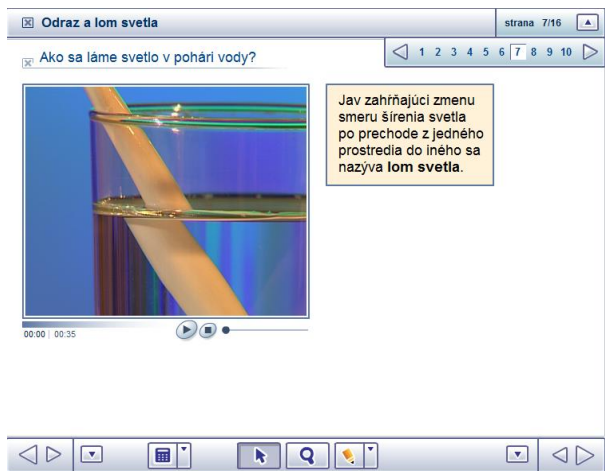 Odraz a lom svetla
strana 7/16
Ako sa láme svetlo v pohári vody?
1 2 3 4 5 6 7 8 9 10
Jav zahŕňajúci zmenu
smeru šírenia svetla
po prechode z jedného
prostredia do iného sa
nazýva lom svetla.
00:00 | 00:35